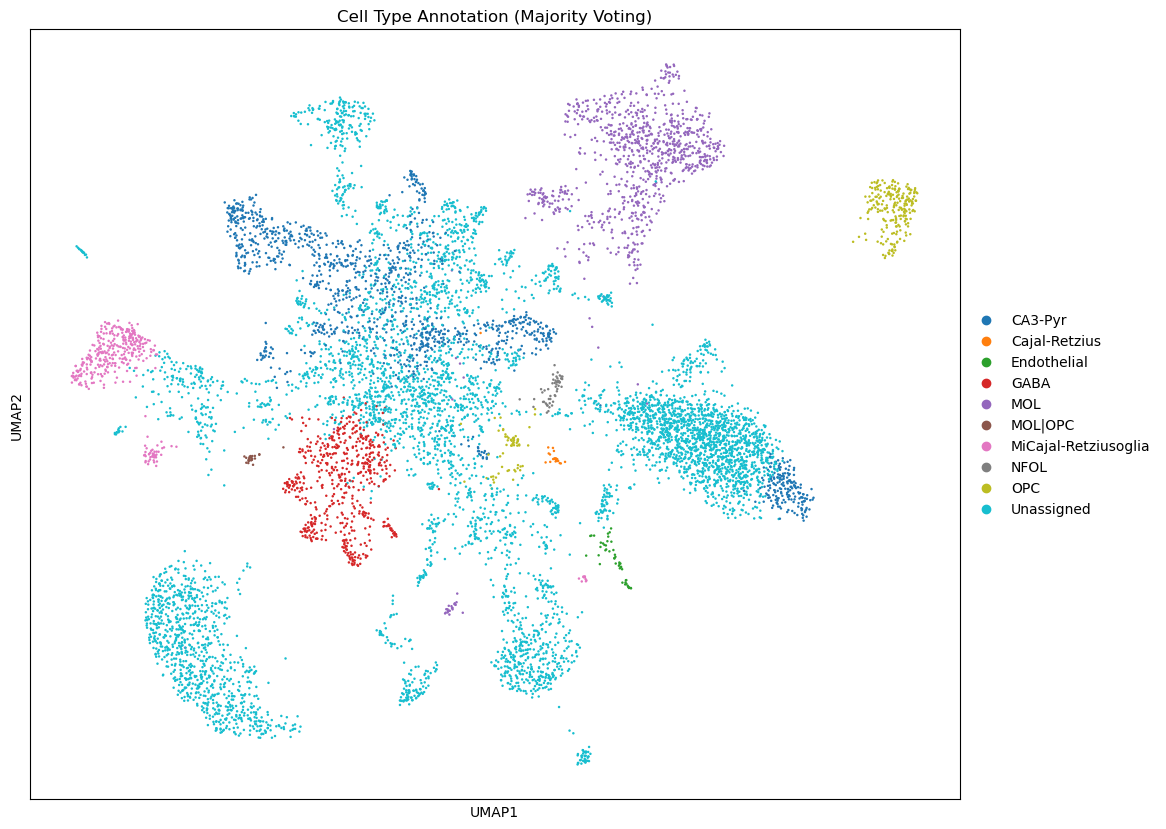 Cell Type Annotation (Majority Voting)
UMAP2
UMAP1
CA3-Pyr
Cajal-Retzius
Endothelial
GABA
MOL
MOL|OPC
MiCajal-Retziusoglia
NFOL
OPC
Unassigned